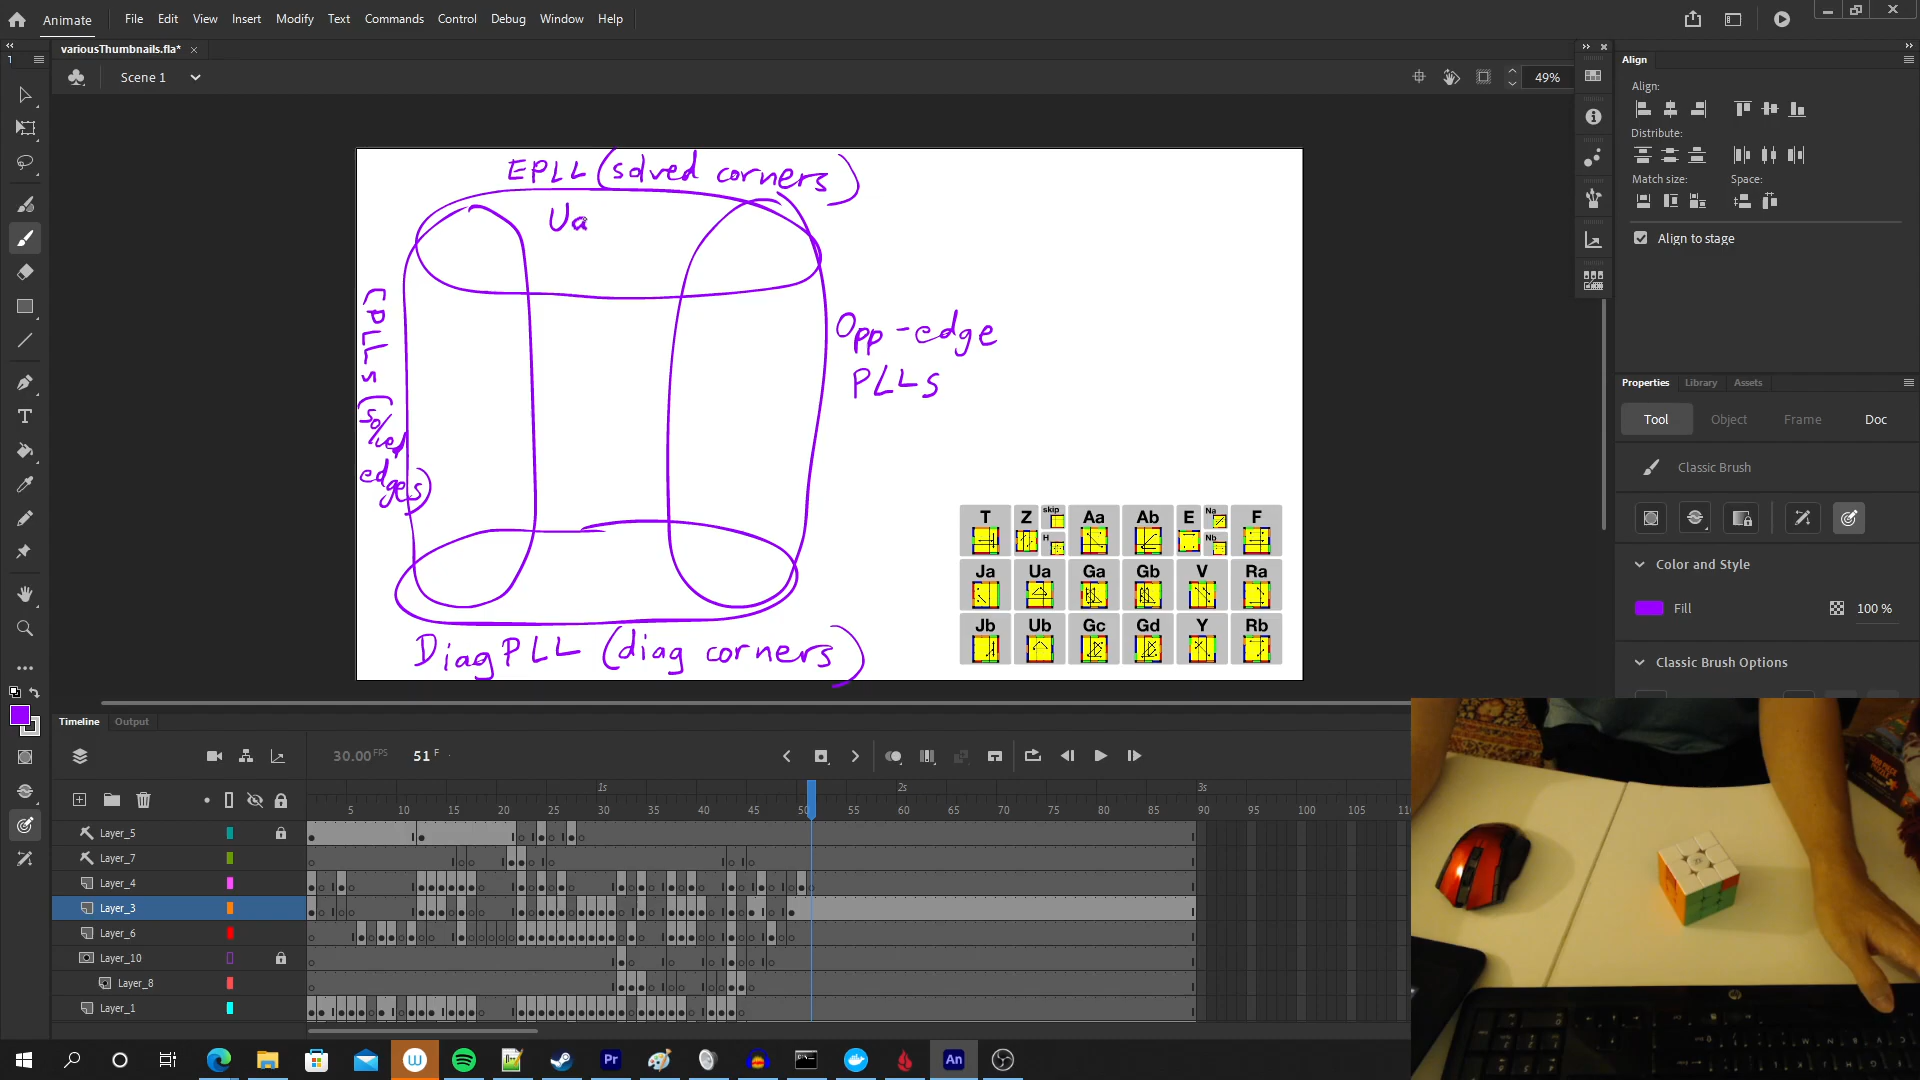 Animate File Edit View Insert Modify Text Commands Control Debug Window Help
variousThumbnails.fla*
Scene 1
49%
EPLL (solved corners)
Ua
CPLLs (solved edges)
Opp-edge
PLLs
DiagPLL (diag corners)
T Z skip H Aa Ab E Na Nb F
Ja Ua Ga Gb V Ra
Jb Ub Gc Gd Y Rb
Align
Align:
Distribute:
Match size: Space:
Align to stage
Properties Library Assets
Tool Object Frame Doc
Classic Brush
Color and Style
Fill 100 %
Classic Brush Options
Timeline Output
30.00 FPS 51 F
1s 2s 3s
5 10 15 20 25 30 35 40 45 50 55 60 65 70 75 80 85 90 95 100 105
Layer_5
Layer_7
Layer_4
Layer_3
Layer_6
Layer_10
Layer_8
Layer_1
W Pr An